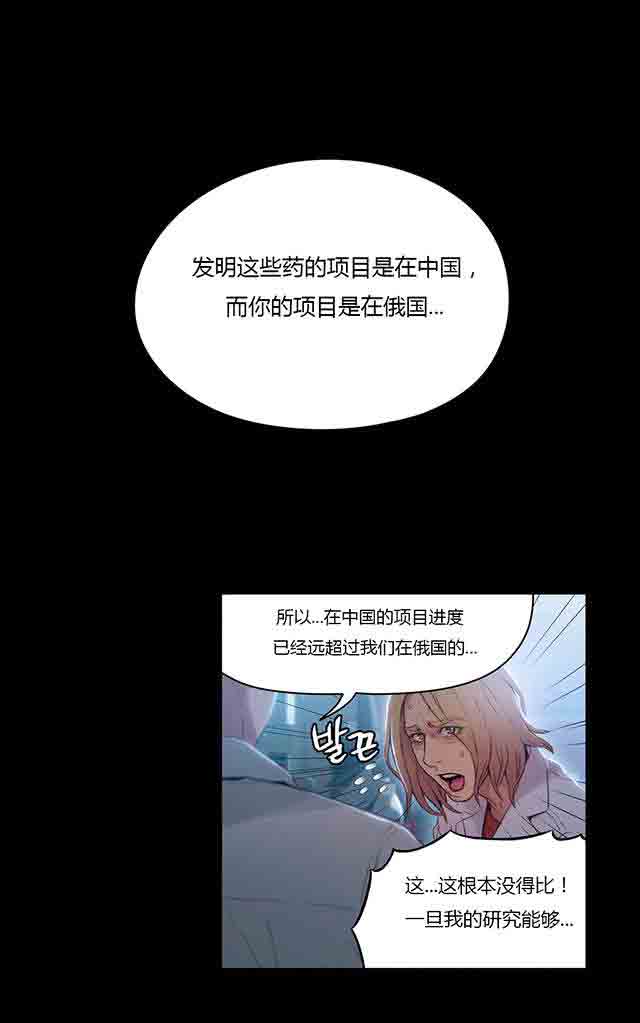 发明这些药的项目是在中国，
而你的项目是在俄国...
所以...在中国的项目进度
已经远超过我们在俄国的...
발끈
这...这根本没得比！
一旦我的研究能够...